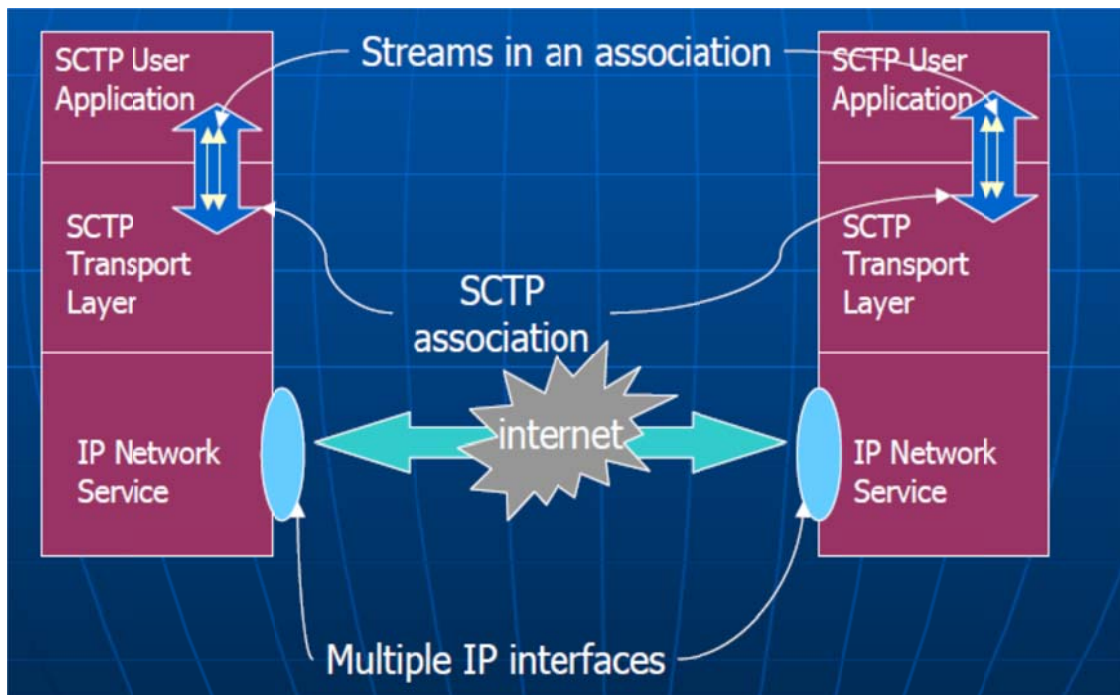 SCTP User
Application
Streams in an association
SCTP User
Application
SCTP
Transport
Layer
SCTP
association
SCTP
Transport
Layer
IP Network
Service
internet
IP Network
Service
Multiple IP interfaces